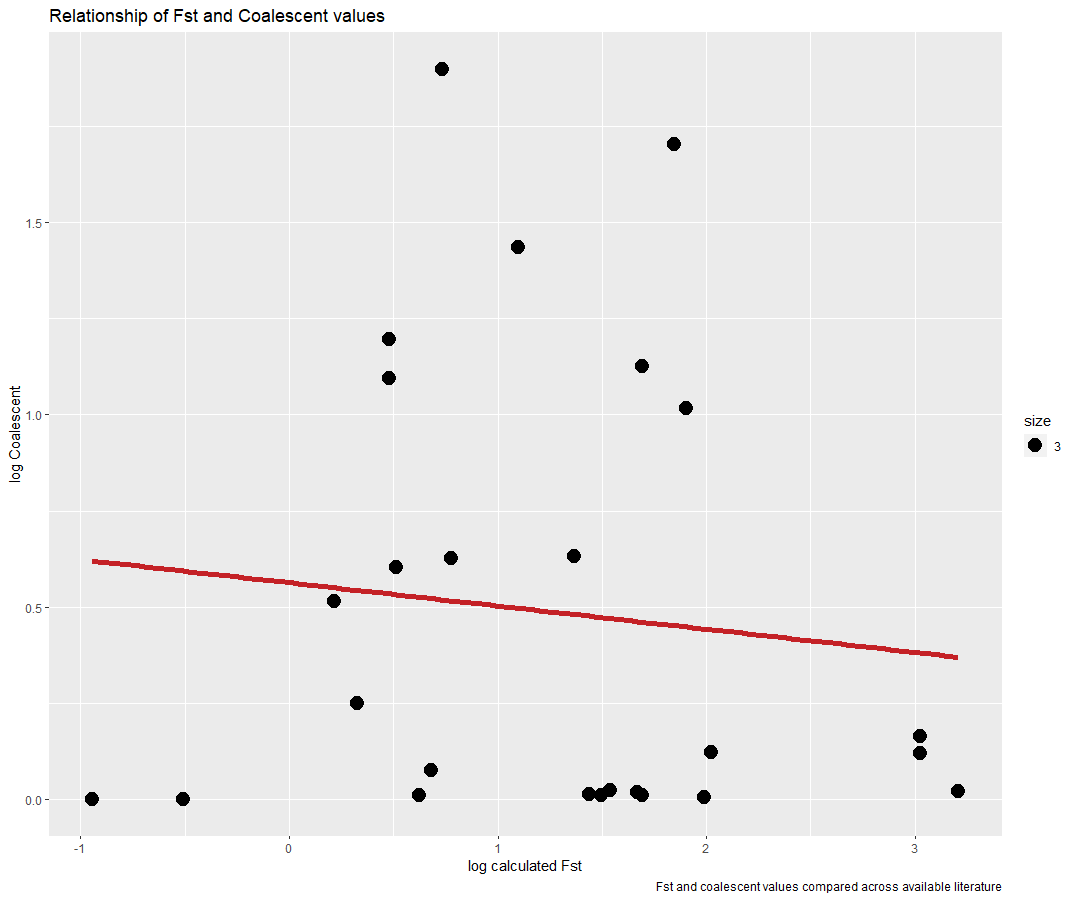 Relationship of Fst and Coalescent values
log Coalescent
1.5
1.0
0.5
0.0
-1
0
1
2
3
log calculated Fst
size
3
Fst and coalescent values compared across available literature